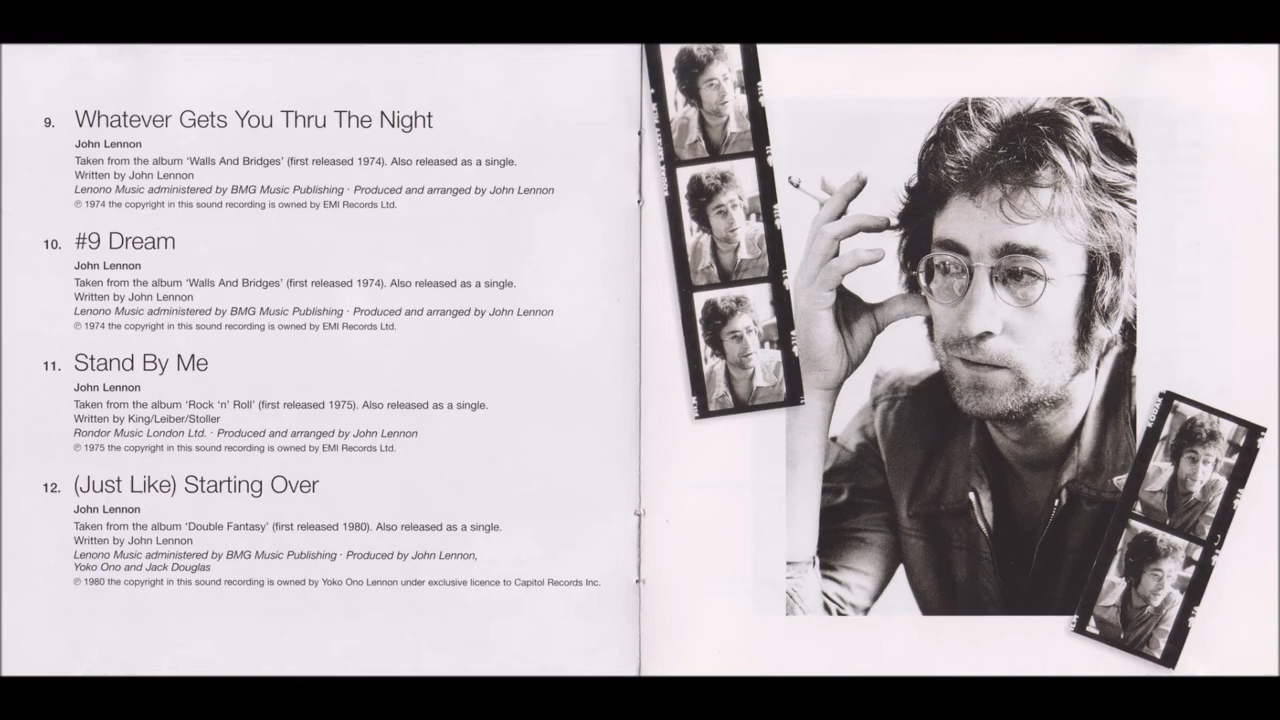 9. Whatever Gets You Thru The Night
John Lennon
Taken from the album ‘Walls And Bridges’ (first released 1974). Also released as a single.
Written by John Lennon
Lenono Music administered by BMG Music Publishing · Produced and arranged by John Lennon
℗ 1974 the copyright in this sound recording is owned by EMI Records Ltd.
10. #9 Dream
John Lennon
Taken from the album ‘Walls And Bridges’ (first released 1974). Also released as a single.
Written by John Lennon
Lenono Music administered by BMG Music Publishing · Produced and arranged by John Lennon
℗ 1974 the copyright in this sound recording is owned by EMI Records Ltd.
11. Stand By Me
John Lennon
Taken from the album ‘Rock ‘n’ Roll’ (first released 1975). Also released as a single.
Written by King/Leiber/Stoller
Rondor Music London Ltd. · Produced and arranged by John Lennon
℗ 1975 the copyright in this sound recording is owned by EMI Records Ltd.
12. (Just Like) Starting Over
John Lennon
Taken from the album ‘Double Fantasy’ (first released 1980). Also released as a single.
Written by John Lennon
Lenono Music administered by BMG Music Publishing · Produced by John Lennon,
Yoko Ono and Jack Douglas
℗ 1980 the copyright in this sound recording is owned by Yoko Ono Lennon under exclusive licence to Capitol Records Inc.
KODAK